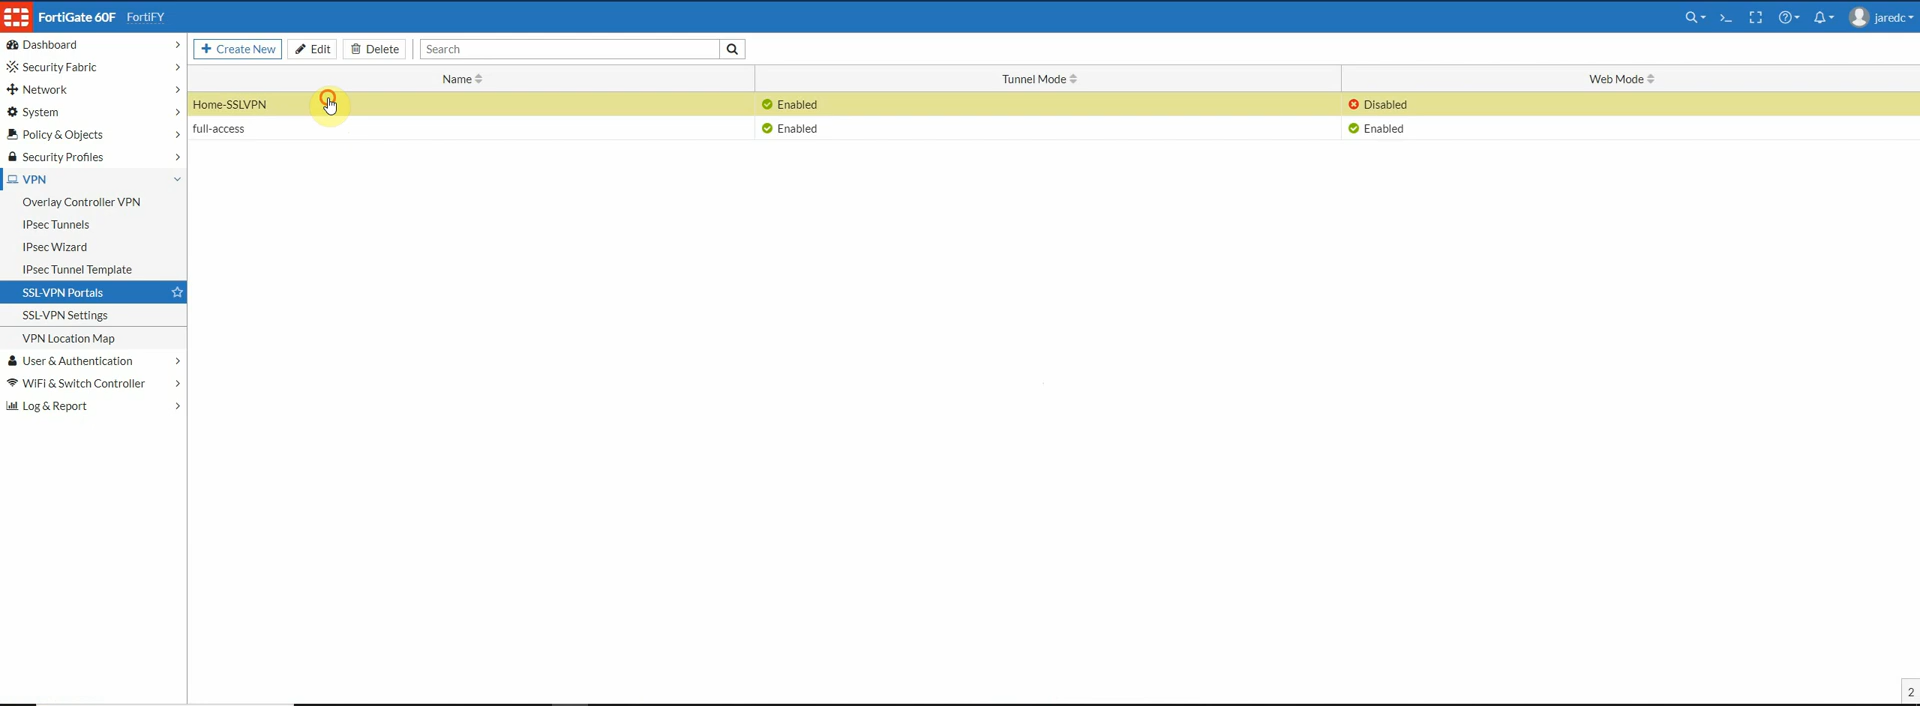 FortiGate 60F FortiFY jaredc
Dashboard
Security Fabric
Network
System
Policy & Objects
Security Profiles
VPN
Overlay Controller VPN
IPsec Tunnels
IPsec Wizard
IPsec Tunnel Template
SSL-VPN Portals
SSL-VPN Settings
VPN Location Map
User & Authentication
WiFi & Switch Controller
Log & Report
+ Create New Edit Delete Search
Name Tunnel Mode Web Mode
Home-SSLVPN Enabled Disabled
full-access Enabled Enabled
2